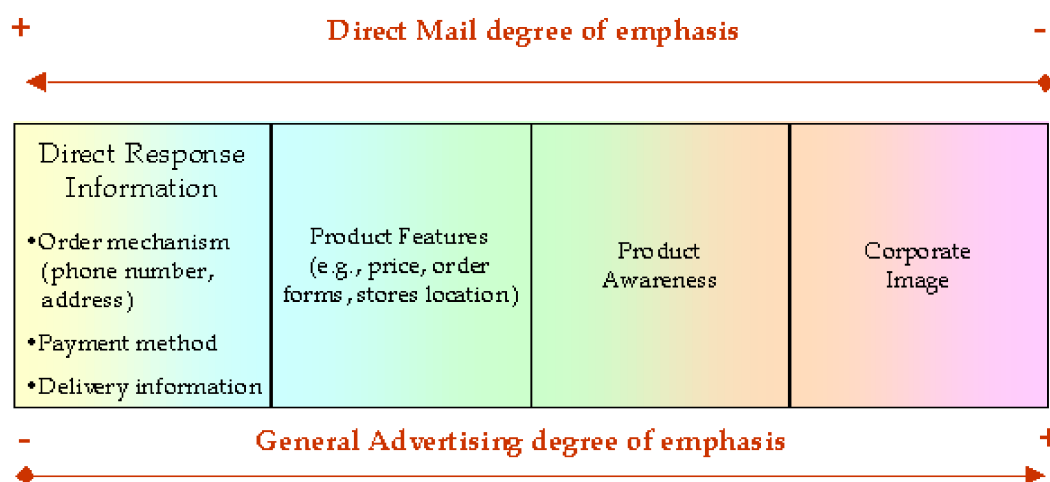 + Direct Mail degree of emphasis -
Direct Response
Information
•Order mechanism
(phone number,
address)
•Payment method
•Delivery information
Product Features
(e.g., price, order
forms, stores location)
Product
Awareness
Corporate
Image
- General Advertising degree of emphasis +